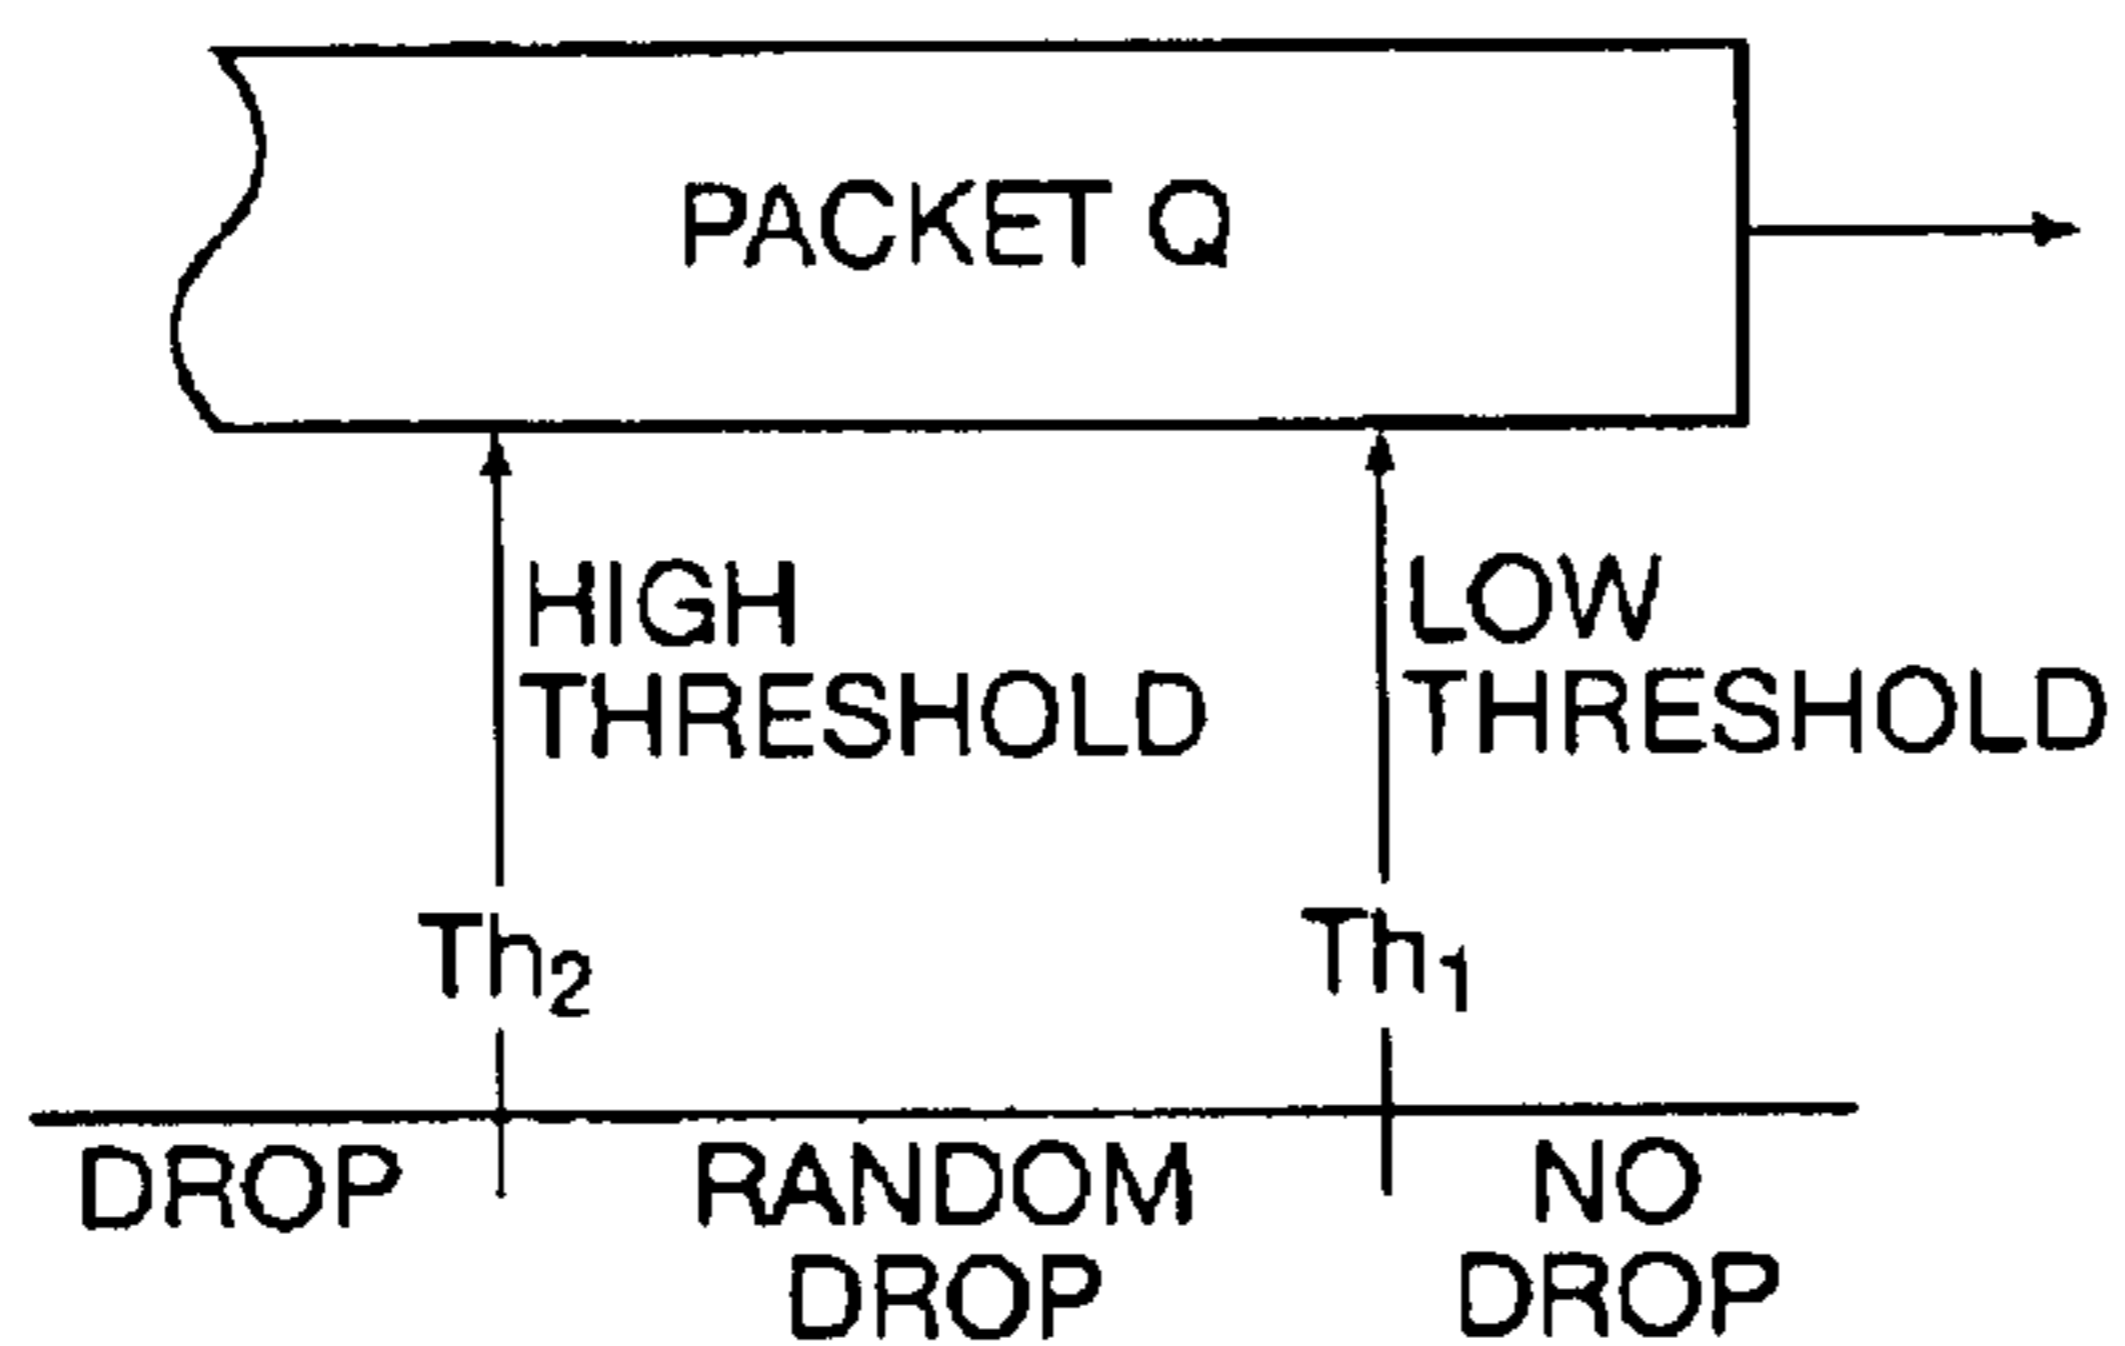 PACKET Q
HIGH
THRESHOLD
LOW
THRESHOLD
Th2
Th1
DROP
RANDOM
DROP
NO
DROP